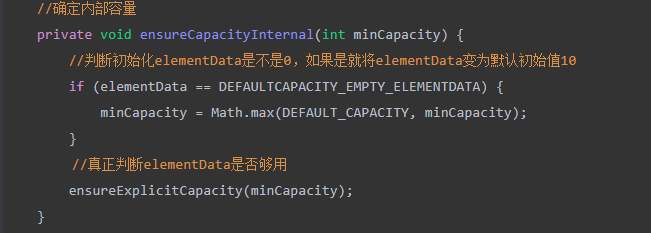 //确定内部容量
private void ensureCapacityInternal(int minCapacity) {
//判断初始化elementData是不是0，如果是就将elementData变为默认初始值10
if (elementData == DEFAULTCAPACITY_EMPTY_ELEMENTDATA) {
minCapacity = Math.max(DEFAULT_CAPACITY, minCapacity);
}
//真正判断elementData是否够用
ensureExplicitCapacity(minCapacity);
}